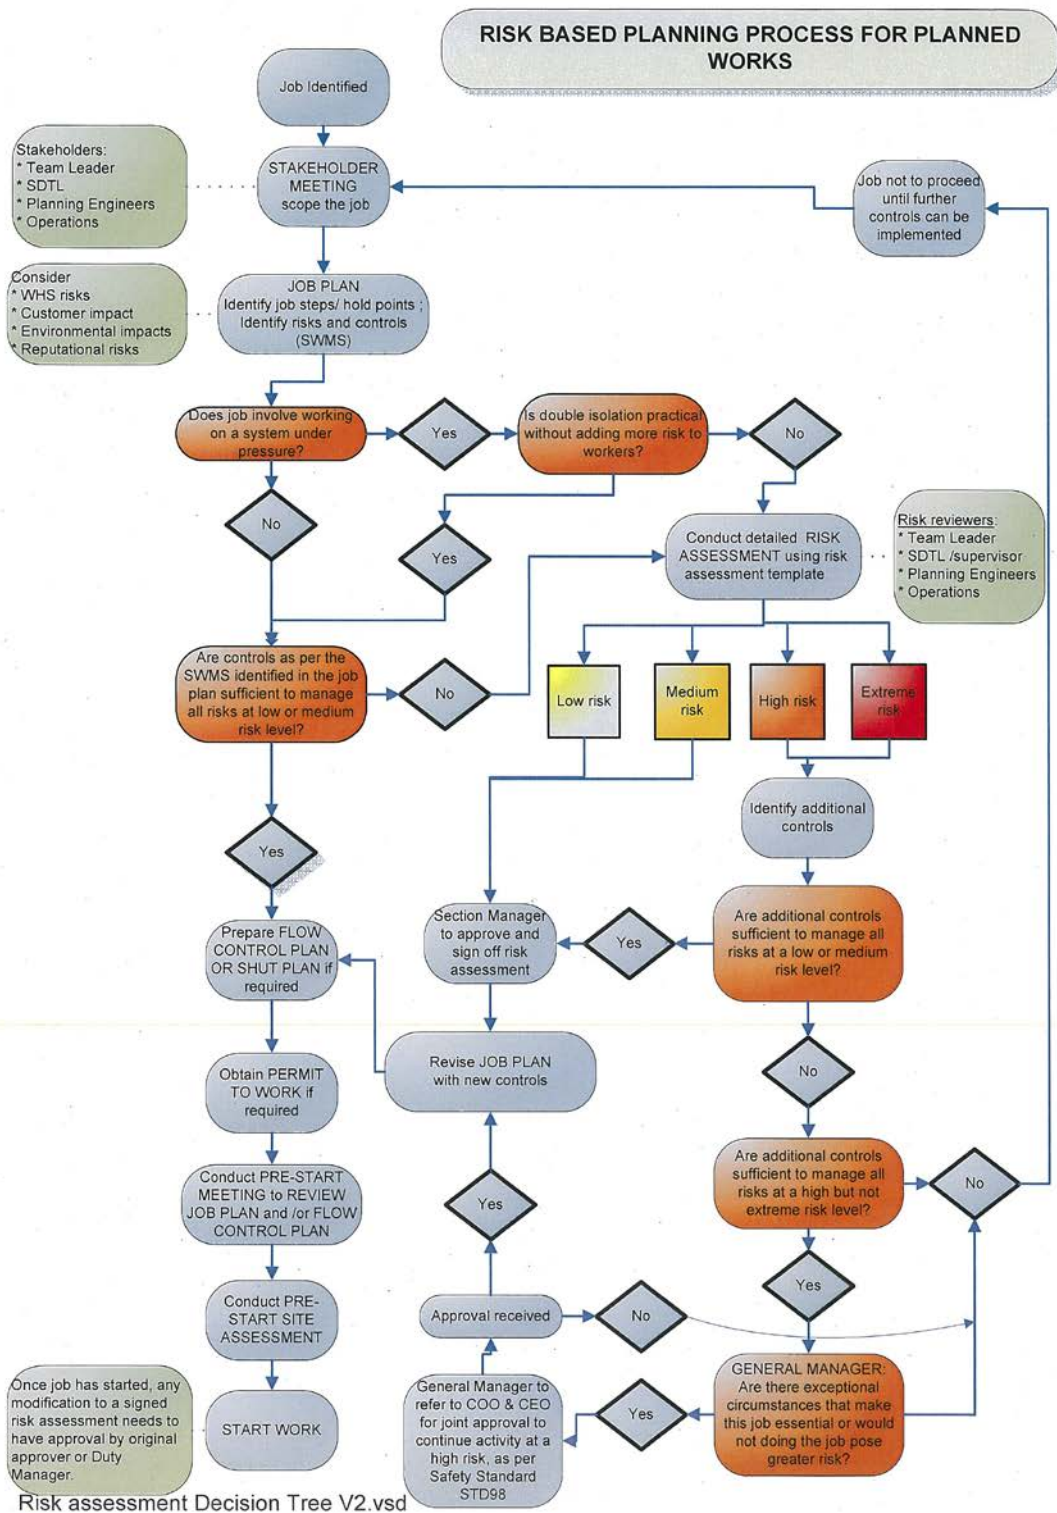 RISK BASED PLANNING PROCESS FOR PLANNED
WORKS
Job Identified
Stakeholders:
* Team Leader
* SDTL
* Planning Engineers
* Operations
STAKEHOLDER
MEETING
scope the job
Job not to proceed
until further
controls can be
implemented
Consider
* WHS risks
* Customer impact
* Environmental impacts
* Reputational risks
JOB PLAN
Identify job steps/ hold points ;
Identify risks and controls
(SWMS)
Does job involve working
on a system under
pressure?
Yes
Is double isolation practical
without adding more risk to
workers?
No
No
Yes
Conduct detailed RISK
ASSESSMENT using risk
assessment template
Risk reviewers:
* Team Leader
* SDTL /supervisor
* Planning Engineers
* Operations
Are controls as per the
SWMS identified in the job
plan sufficient to manage
all risks at low or medium
risk level?
No
Low risk
Medium
risk
High risk
Extreme
risk
Identify additional
controls
Yes
Prepare FLOW
CONTROL PLAN
OR SHUT PLAN if
required
Section Manager
to approve and
sign off risk
assessment
Yes
Are additional controls
sufficient to manage all
risks at a low or medium
risk level?
Obtain PERMIT
TO WORK if
required
Revise JOB PLAN
with new controls
No
Conduct PRE-START
MEETING to REVIEW
JOB PLAN and /or FLOW
CONTROL PLAN
Yes
Are additional controls
sufficient to manage all
risks at a high but not
extreme risk level?
No
Yes
Conduct PRE-
START SITE
ASSESSMENT
Approval received
No
Once job has started, any
modification to a signed
risk assessment needs to
have approval by original
approver or Duty
Manager.
START WORK
General Manager to
refer to COO & CEO
for joint approval to
continue activity at a
high risk, as per
Safety Standard
STD98
Yes
GENERAL MANAGER:
Are there exceptional
circumstances that make
this job essential or would
not doing the job pose
greater risk?
Risk assessment Decision Tree V2.vsd